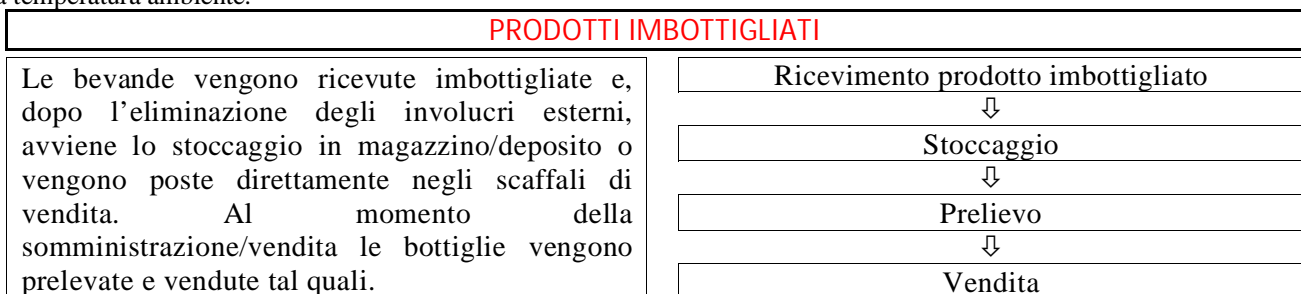 a temperatura ambiente.
PRODOTTI IMBOTTIGLIATI
Le bevande vengono ricevute imbottigliate e,
dopo l’eliminazione degli involucri esterni,
avviene lo stoccaggio in magazzino/deposito o
vengono poste direttamente negli scaffali di
vendita. Al momento della
somministrazione/vendita le bottiglie vengono
prelevate e vendute tal quali.
Ricevimento prodotto imbottigliato
⇩
Stoccaggio
⇩
Prelievo
⇩
Vendita